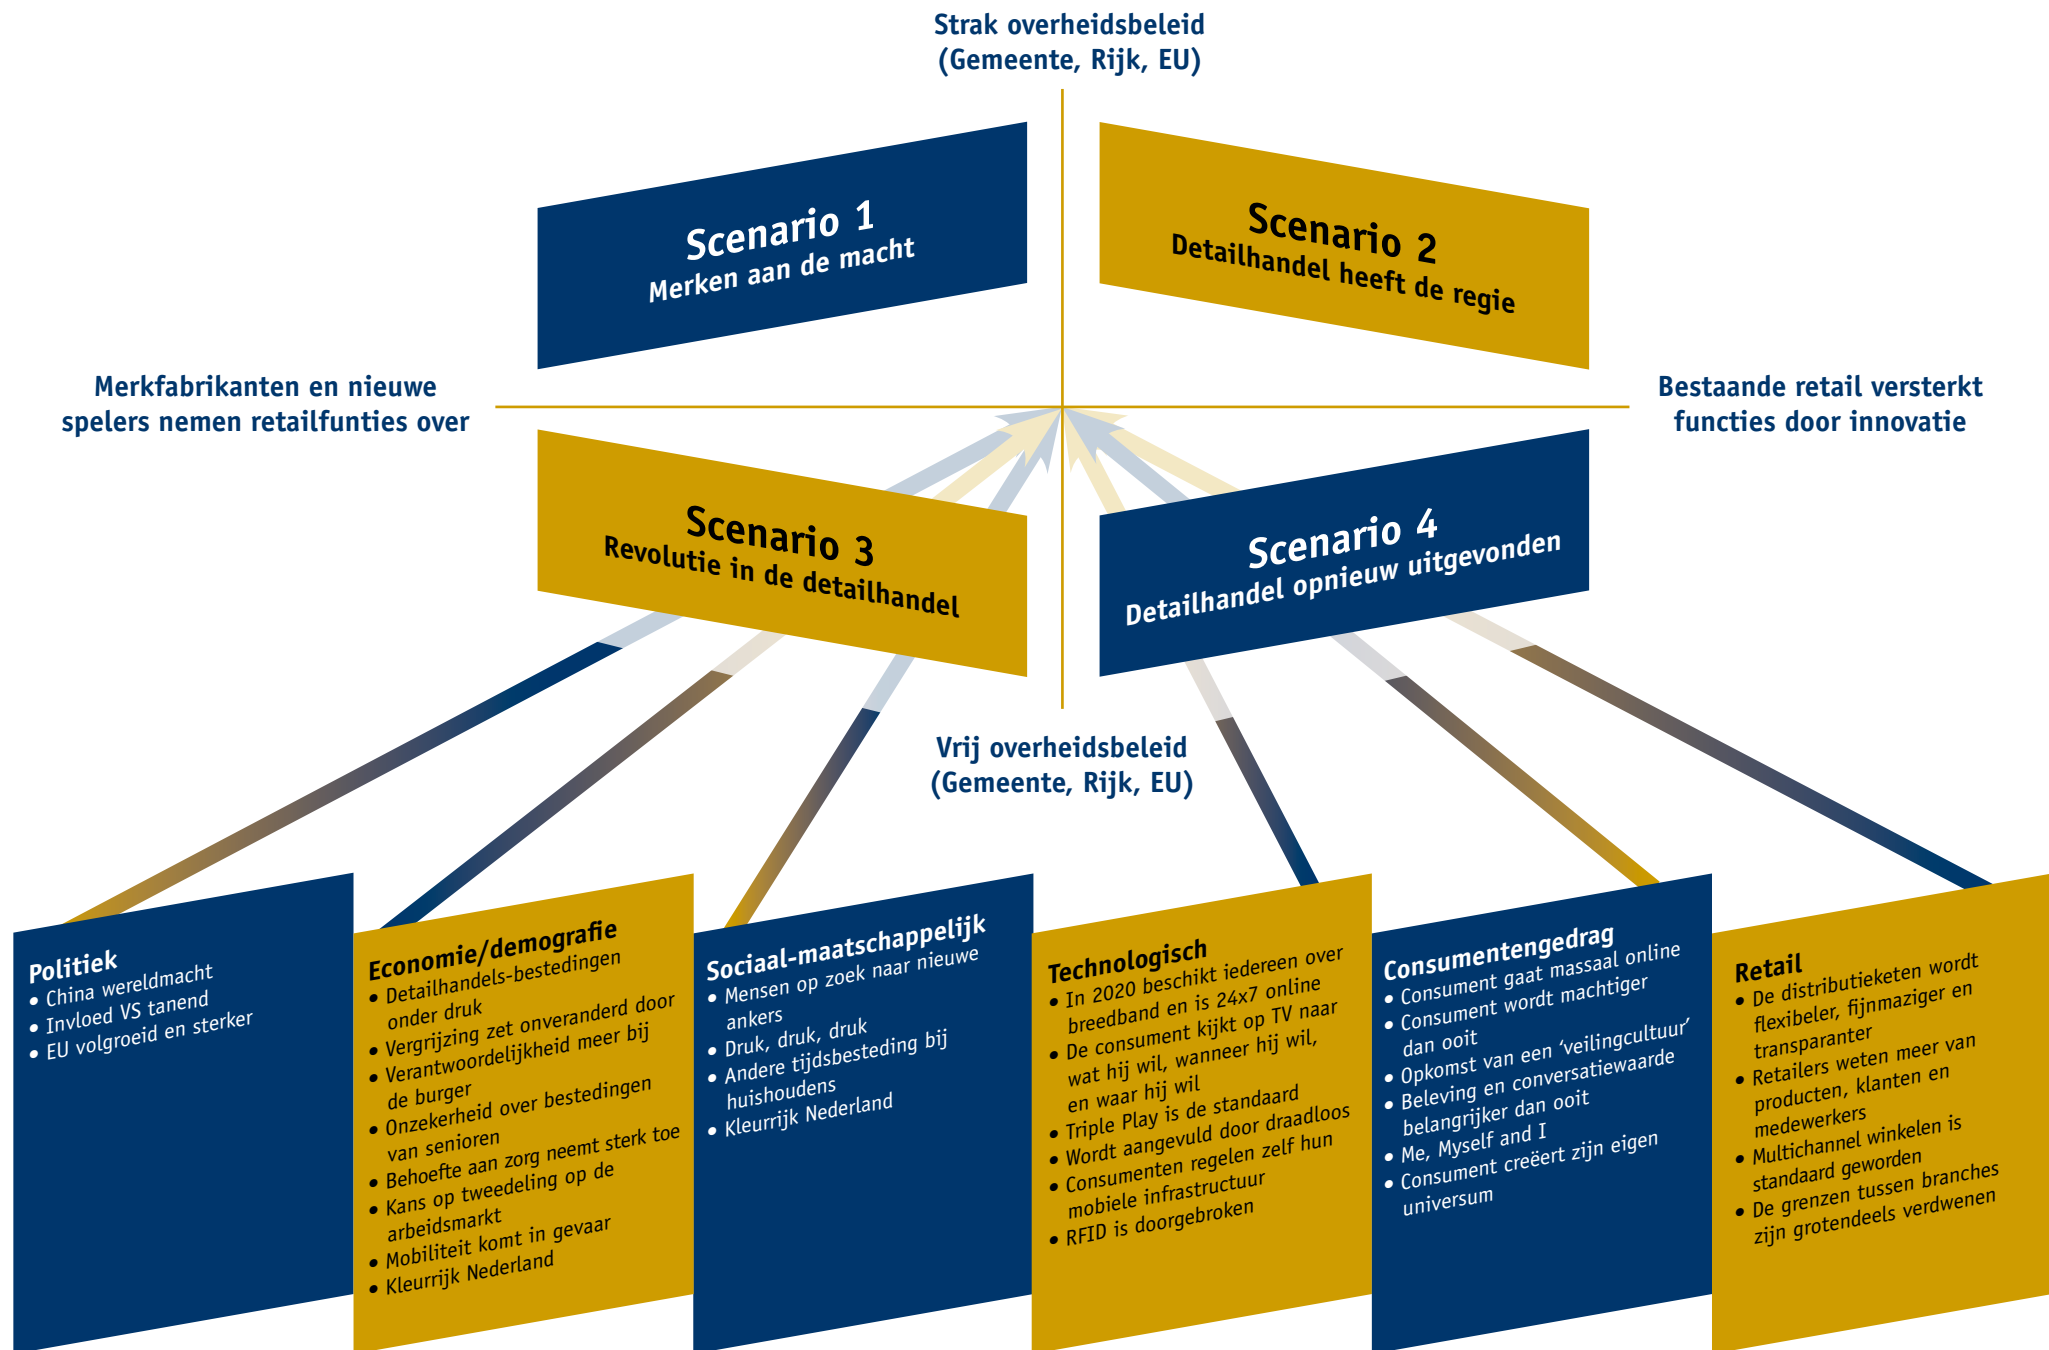 Strak overheidsbeleid
(Gemeente, Rijk, EU)
Scenario 1
Merken aan de macht
Scenario 2
Detailhandel heeft de regie
Merkfabrikanten en nieuwe
spelers nemen retailfunties over
Bestaande retail versterkt
functies door innovatie
Scenario 3
Revolutie in de detailhandel
Scenario 4
Detailhandel opnieuw uitgevonden
Vrij overheidsbeleid
(Gemeente, Rijk, EU)
Politiek
• China wereldmacht
• Invloed VS tanend
• EU volgroeid en sterker
Economie/demografie
• Detailhandels-bestedingen
onder druk
• Vergrijzing zet onveranderd door
• Verantwoordelijkheid meer bij
de burger
• Onzekerheid over bestedingen
van senioren
• Behoefte aan zorg neemt sterk toe
• Kans op tweedeling op de
arbeidsmarkt
• Mobiliteit komt in gevaar
• Kleurrijk Nederland
Sociaal-maatschappelijk
• Mensen op zoek naar nieuwe
ankers
• Druk, druk, druk
• Andere tijdsbesteding bij
huishoudens
• Kleurrijk Nederland
Technologisch
• In 2020 beschikt iedereen over
breedband en is 24x7 online
• De consument kijkt op TV naar
wat hij wil, wanneer hij wil,
en waar hij wil
• Triple Play is de standaard
• Wordt aangevuld door draadloos
• Consumenten regelen zelf hun
mobiele infrastructuur
• RFID is doorgebroken
Consumentengedrag
• Consument gaat massaal online
• Consument wordt machtiger
dan ooit
• Opkomst van een ‘veilingcultuur’
• Beleving en conversatiewaarde
belangrijker dan ooit
• Me, Myself and I
• Consument creëert zijn eigen
universum
Retail
• De distributieketen wordt
flexibeler, fijnmaziger en
transparanter
• Retailers weten meer van
producten, klanten en
medewerkers
• Multichannel winkelen is
standaard geworden
• De grenzen tussen branches
zijn grotendeels verdwenen